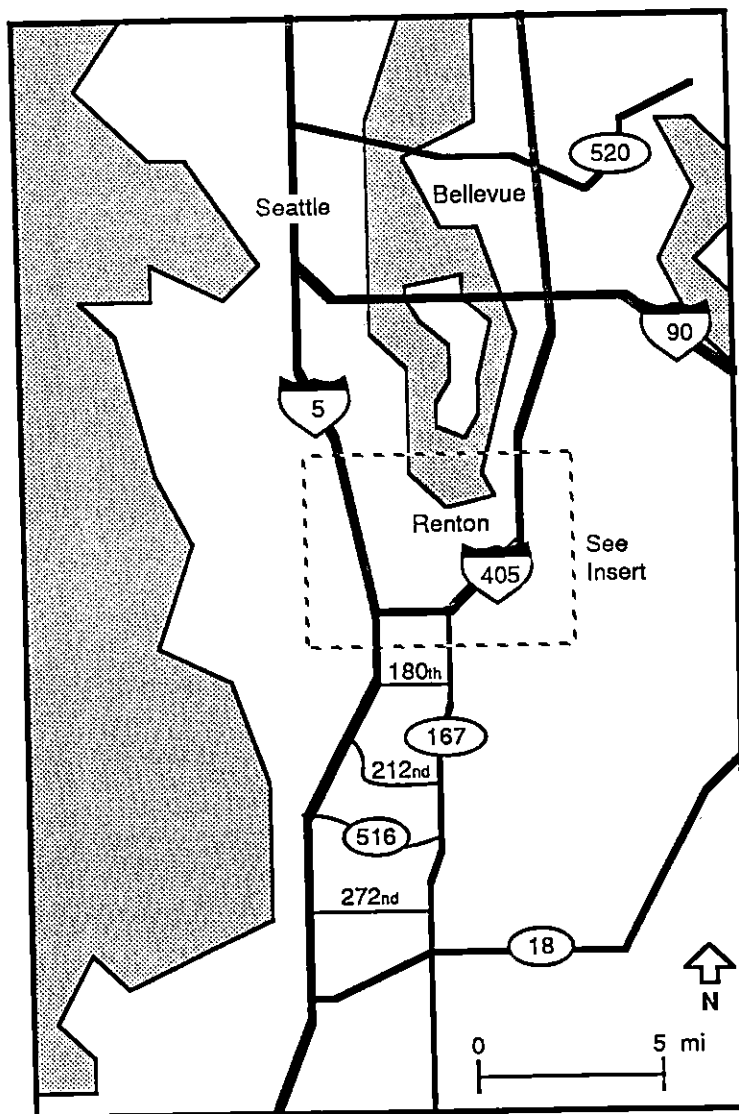 520
Seattle
Bellevue
90
5
Renton
405
See
Insert
180th
167
212nd
516
272nd
18
N
0
5 mi